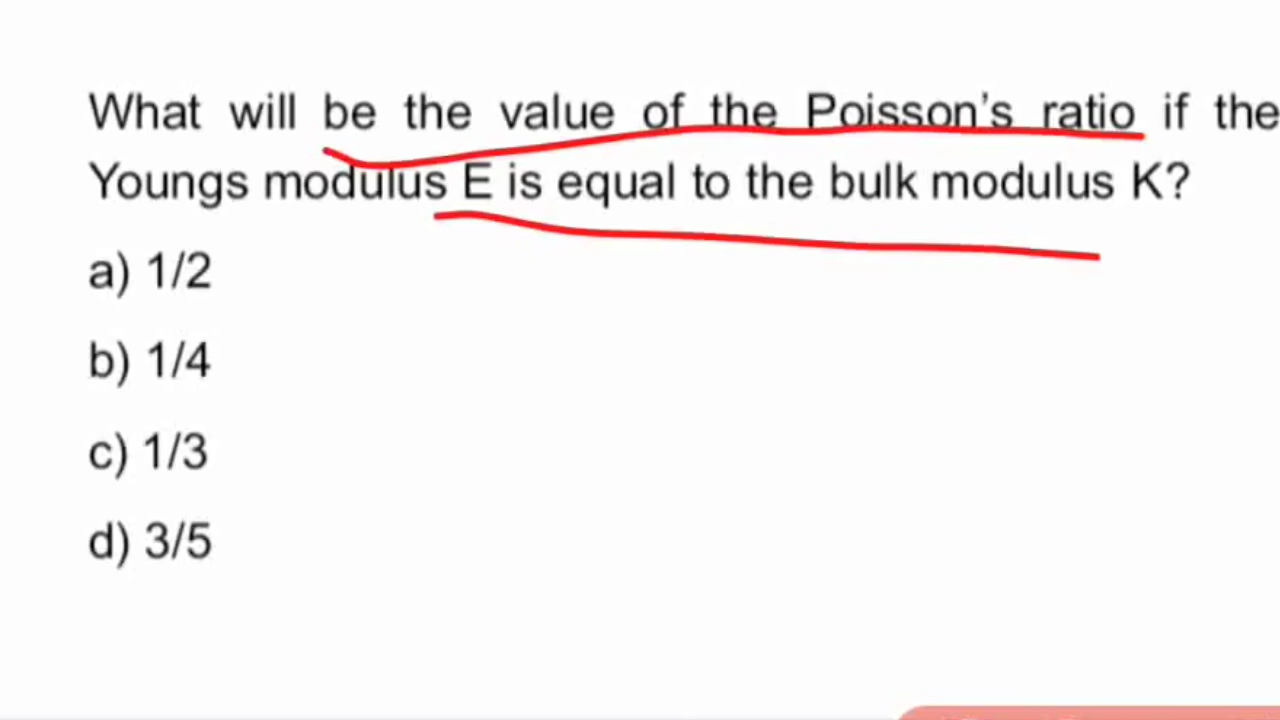 What will be the value of the Poisson's ratio if the
Youngs modulus E is equal to the bulk modulus K?
a) 1/2
b) 1/4
c) 1/3
d) 3/5